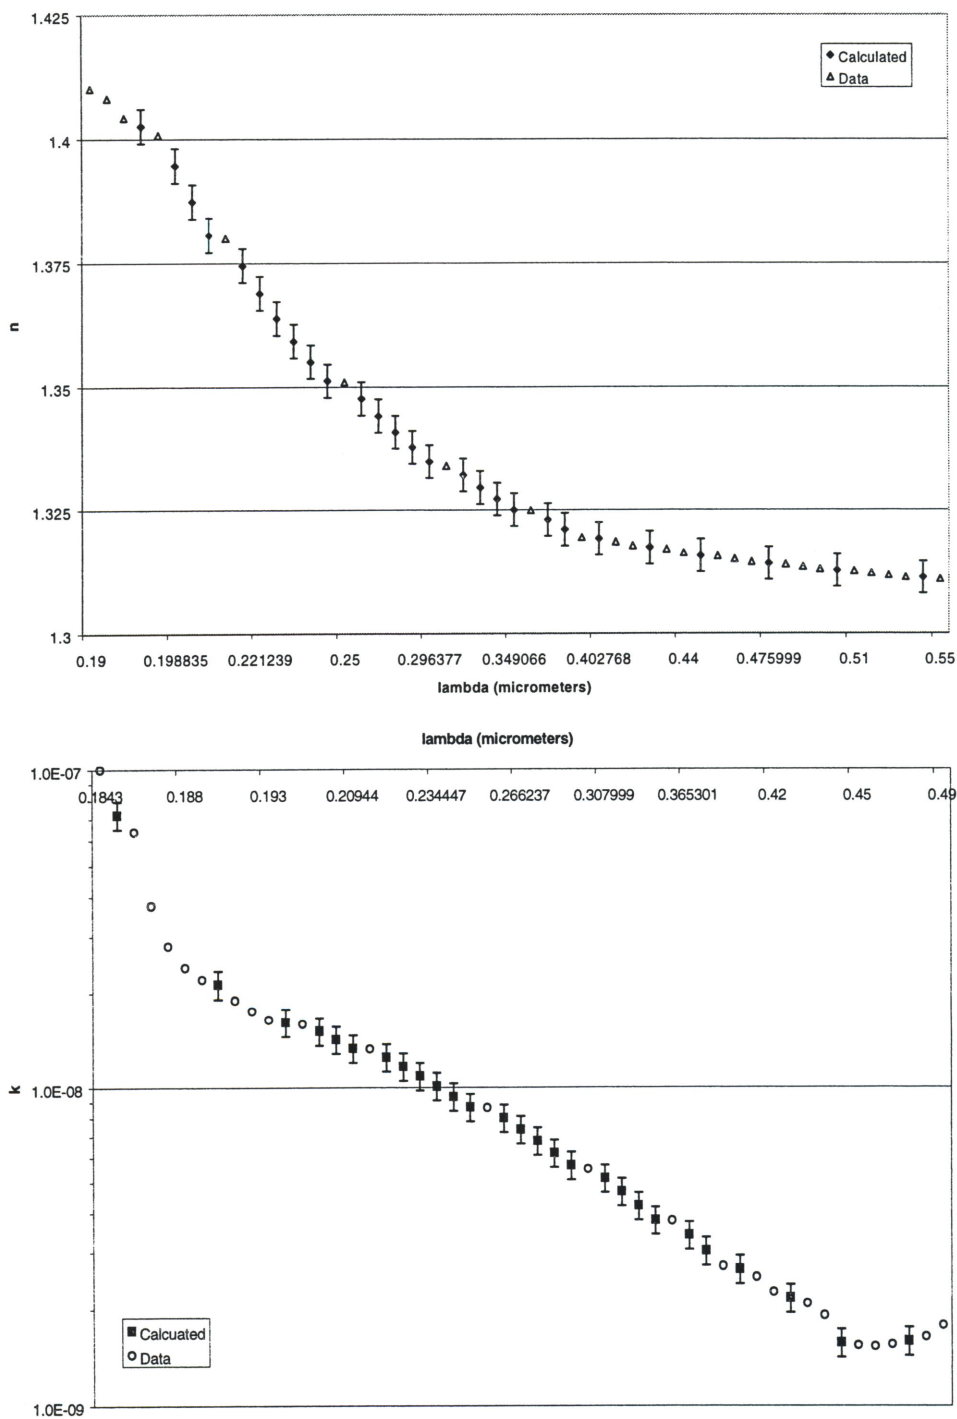 1.425
Calculated
Data
1.4
1.375
n
1.35
1.325
1.3
0.19 0.198835 0.221239 0.25 0.296377 0.349066 0.402768 0.44 0.475999 0.51 0.55
lambda (micrometers)
lambda (micrometers)
1.0E-07
0.1843 0.188 0.193 0.20944 0.234447 0.266237 0.307999 0.365301 0.42 0.45 0.49
k
1.0E-08
Calcuated
Data
1.0E-09